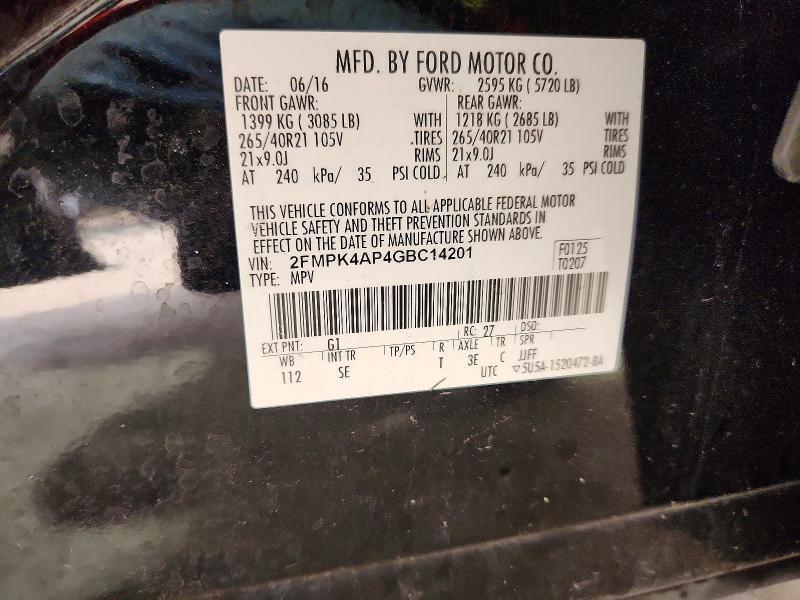 MFD. BY FORD MOTOR CO.
DATE: 06/16 GVWR: 2595 KG ( 5720 LB)
FRONT GAWR: REAR GAWR:
1399 KG ( 3085 LB) WITH 1218 KG ( 2685 LB) WITH
265/40R21 105V TIRES 265/40R21 105V TIRES
21x9.0J RIMS 21x9.0J RIMS
AT 240 kPa/ 35 PSI COLD AT 240 kPa/ 35 PSI COLD
THIS VEHICLE CONFORMS TO ALL APPLICABLE FEDERAL MOTOR
VEHICLE SAFETY AND THEFT PREVENTION STANDARDS IN
EFFECT ON THE DATE OF MANUFACTURE SHOWN ABOVE.
VIN: 2FMPK4AP4GBC14201 F0125
TYPE: MPV T0207
EXT PNT: G1 RC: 27 DSO:
WB INT TR TP/PS R AXLE TR SPR
112 SE T 3E C JJFF
UTC ▽5U5A-1520472-BA